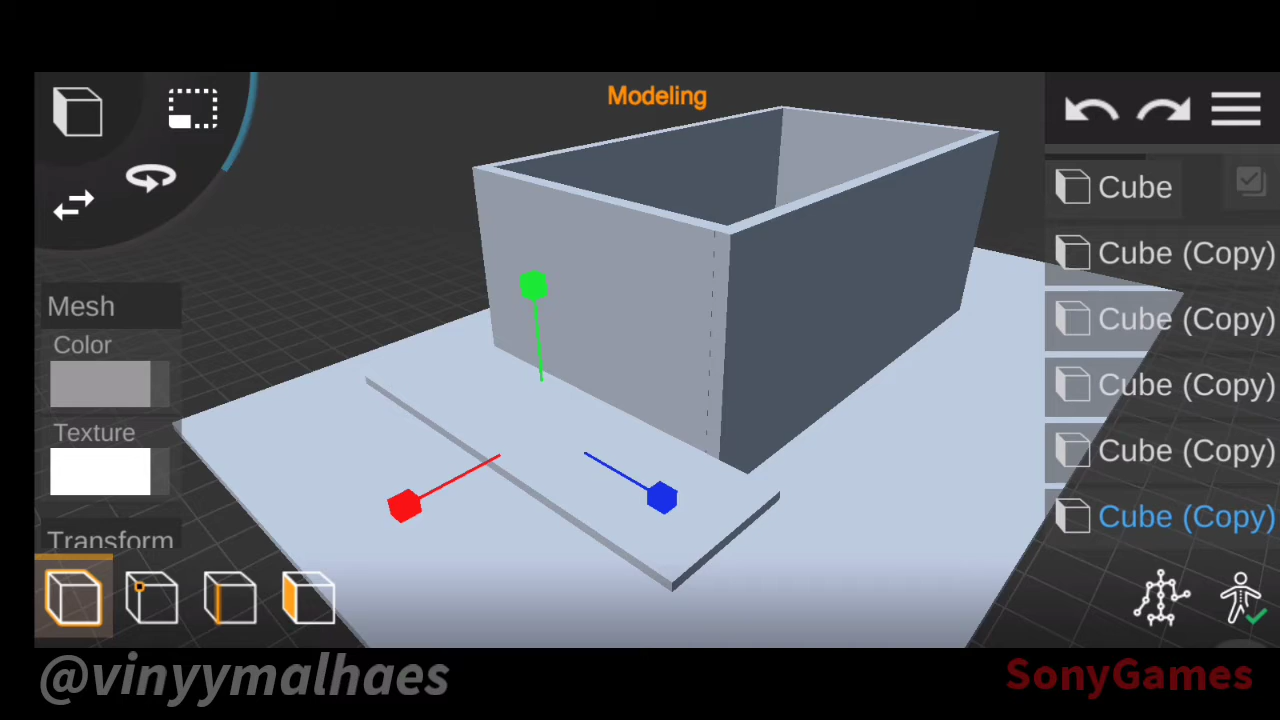 Modeling
Cube
Cube (Copy)
Cube (Copy)
Cube (Copy)
Cube (Copy)
Cube (Copy)
Mesh
Color
Texture
Transform
@vinyymalhaes
SonyGames